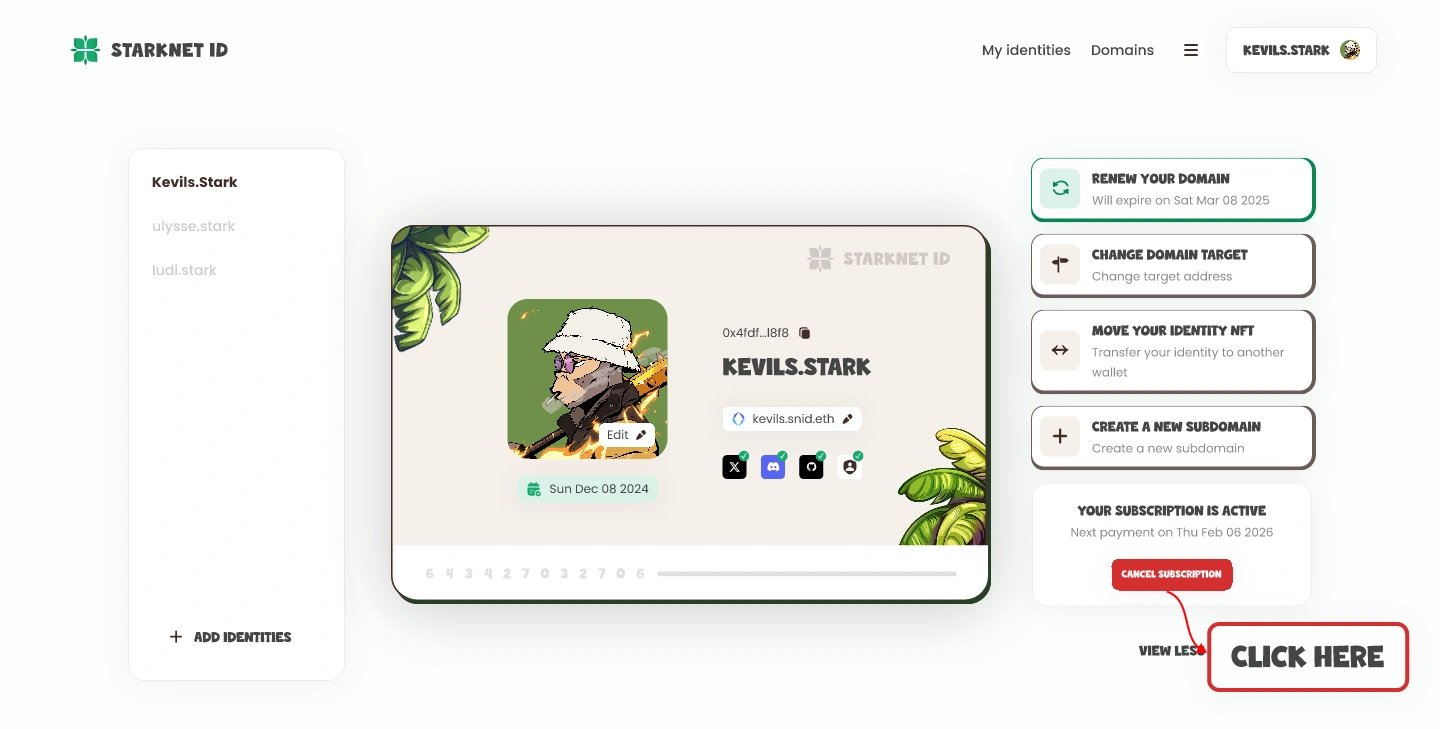 STARKNET ID
My identities
Domains
KEVILS.STARK
Kevils.Stark
ulysse.stark
ludi.stark
ADD IDENTITIES
STARKNET ID
0x4fdf...l8f8
KEVILS.STARK
kevils.snid.eth
Edit
Sun Dec 08 2024
6 4 3 4 2 7 0 3 2 7 0 6
RENEW YOUR DOMAIN
Will expire on Sat Mar 08 2025
CHANGE DOMAIN TARGET
Change target address
MOVE YOUR IDENTITY NFT
Transfer your identity to another
wallet
CREATE A NEW SUBDOMAIN
Create a new subdomain
YOUR SUBSCRIPTION IS ACTIVE
Next payment on Thu Feb 06 2026
CANCEL SUBSCRIPTION
VIEW LESS
CLICK HERE